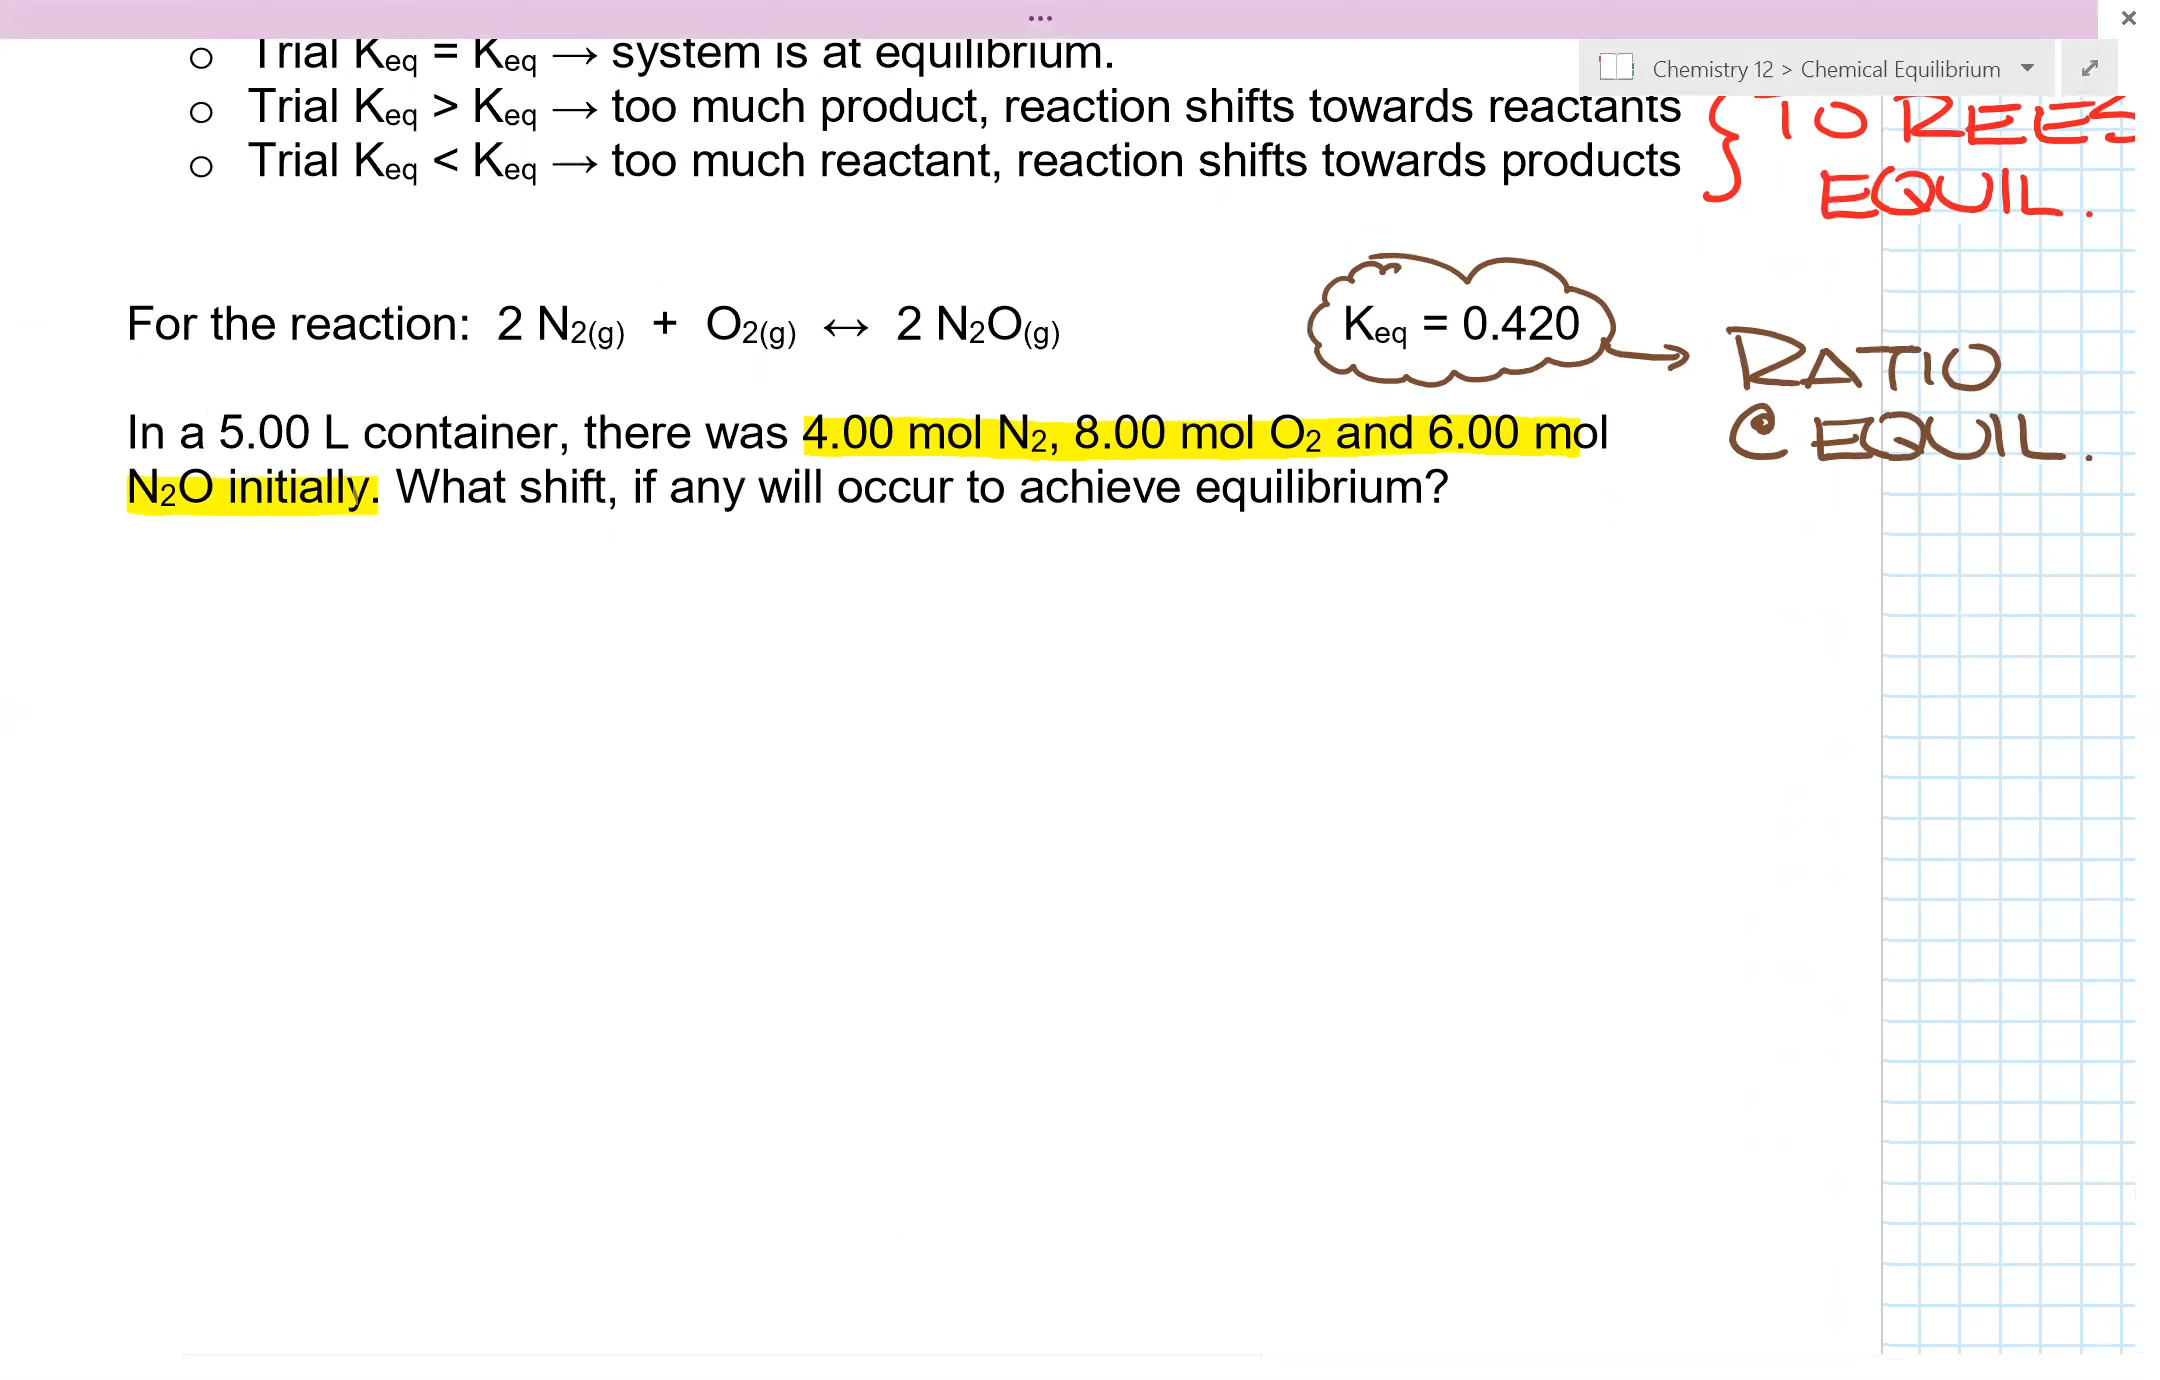 ...
×
Chemistry 12 > Chemical Equilibrium
o Trial Keq = Keq → system is at equilibrium.
o Trial Keq > Keq → too much product, reaction shifts towards reactants
o Trial Keq < Keq → too much reactant, reaction shifts towards products
} TO REES
EQUIL.
For the reaction: 2 N2(g) + O2(g) ↔ 2 N2O(g)
Keq = 0.420
→ RATIO
@ EQUIL.
In a 5.00 L container, there was 4.00 mol N2, 8.00 mol O2 and 6.00 mol
N2O initially. What shift, if any will occur to achieve equilibrium?